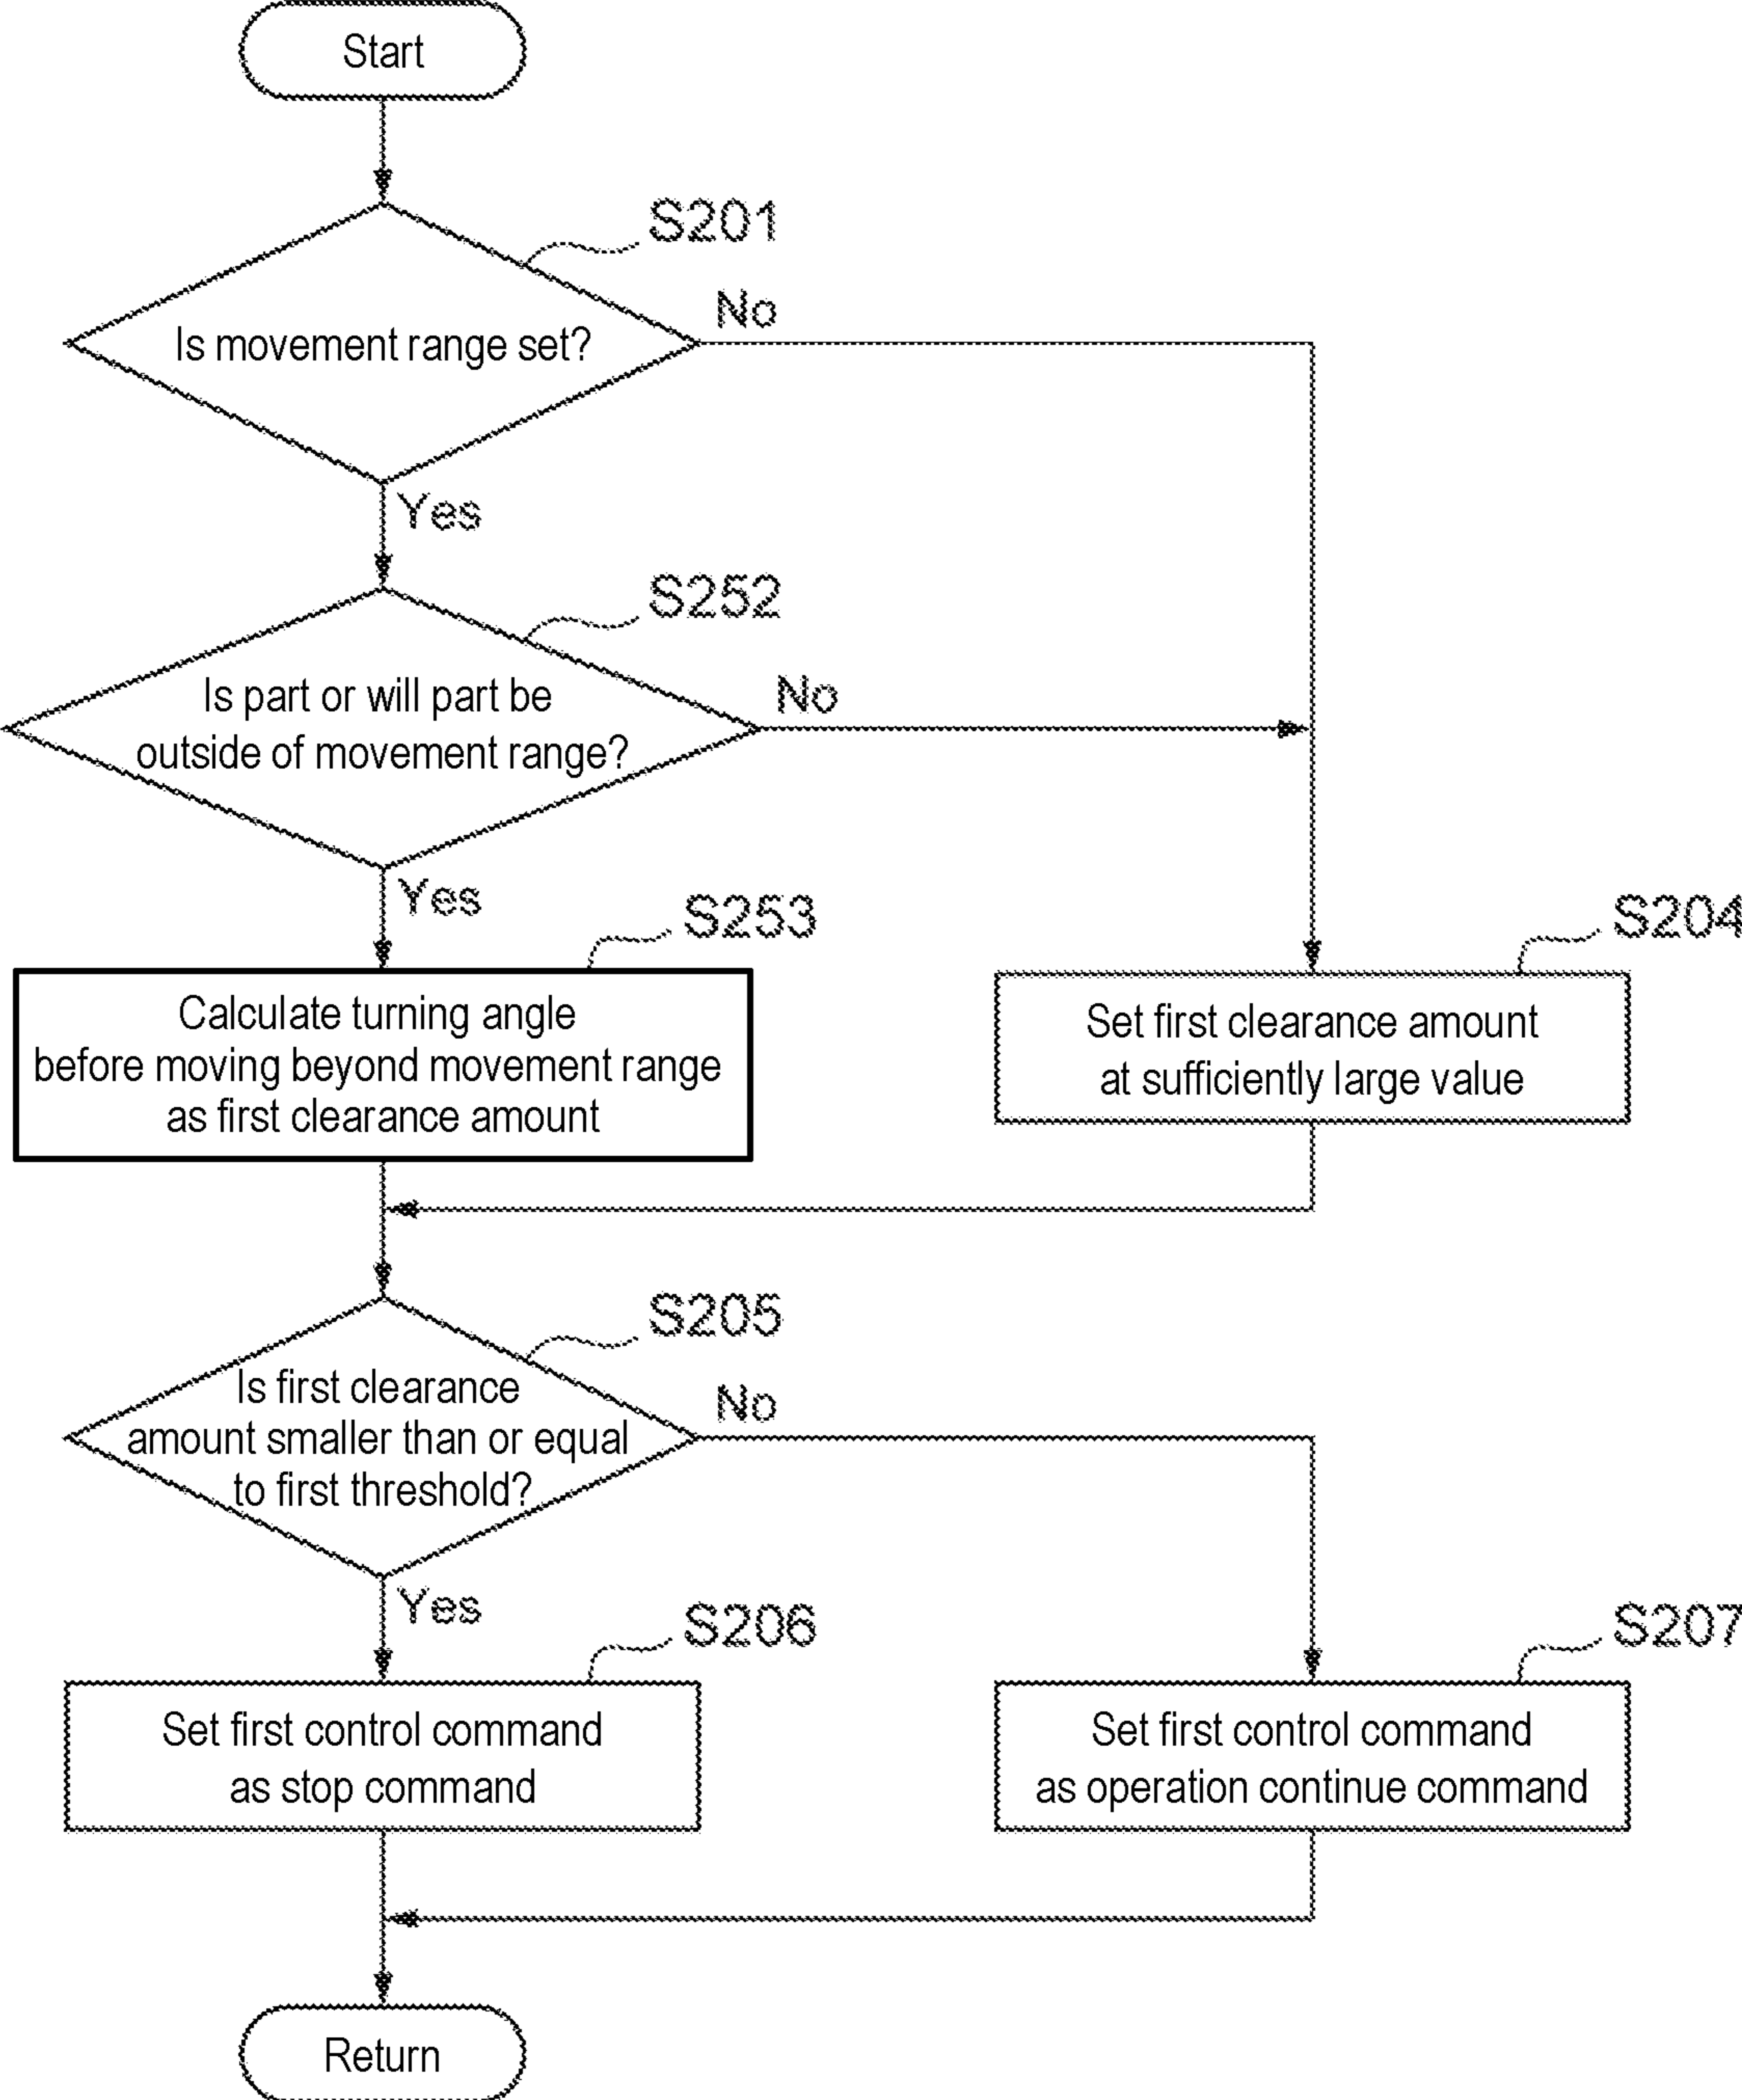 Start
S201
Is movement range set?
No
Yes
S252
Is part or will part be
outside of movement range?
No
Yes
S253
Calculate turning angle
before moving beyond movement range
as first clearance amount
S204
Set first clearance amount
at sufficiently large value
S205
Is first clearance
amount smaller than or equal
to first threshold?
No
Yes
S206
Set first control command
as stop command
S207
Set first control command
as operation continue command
Return